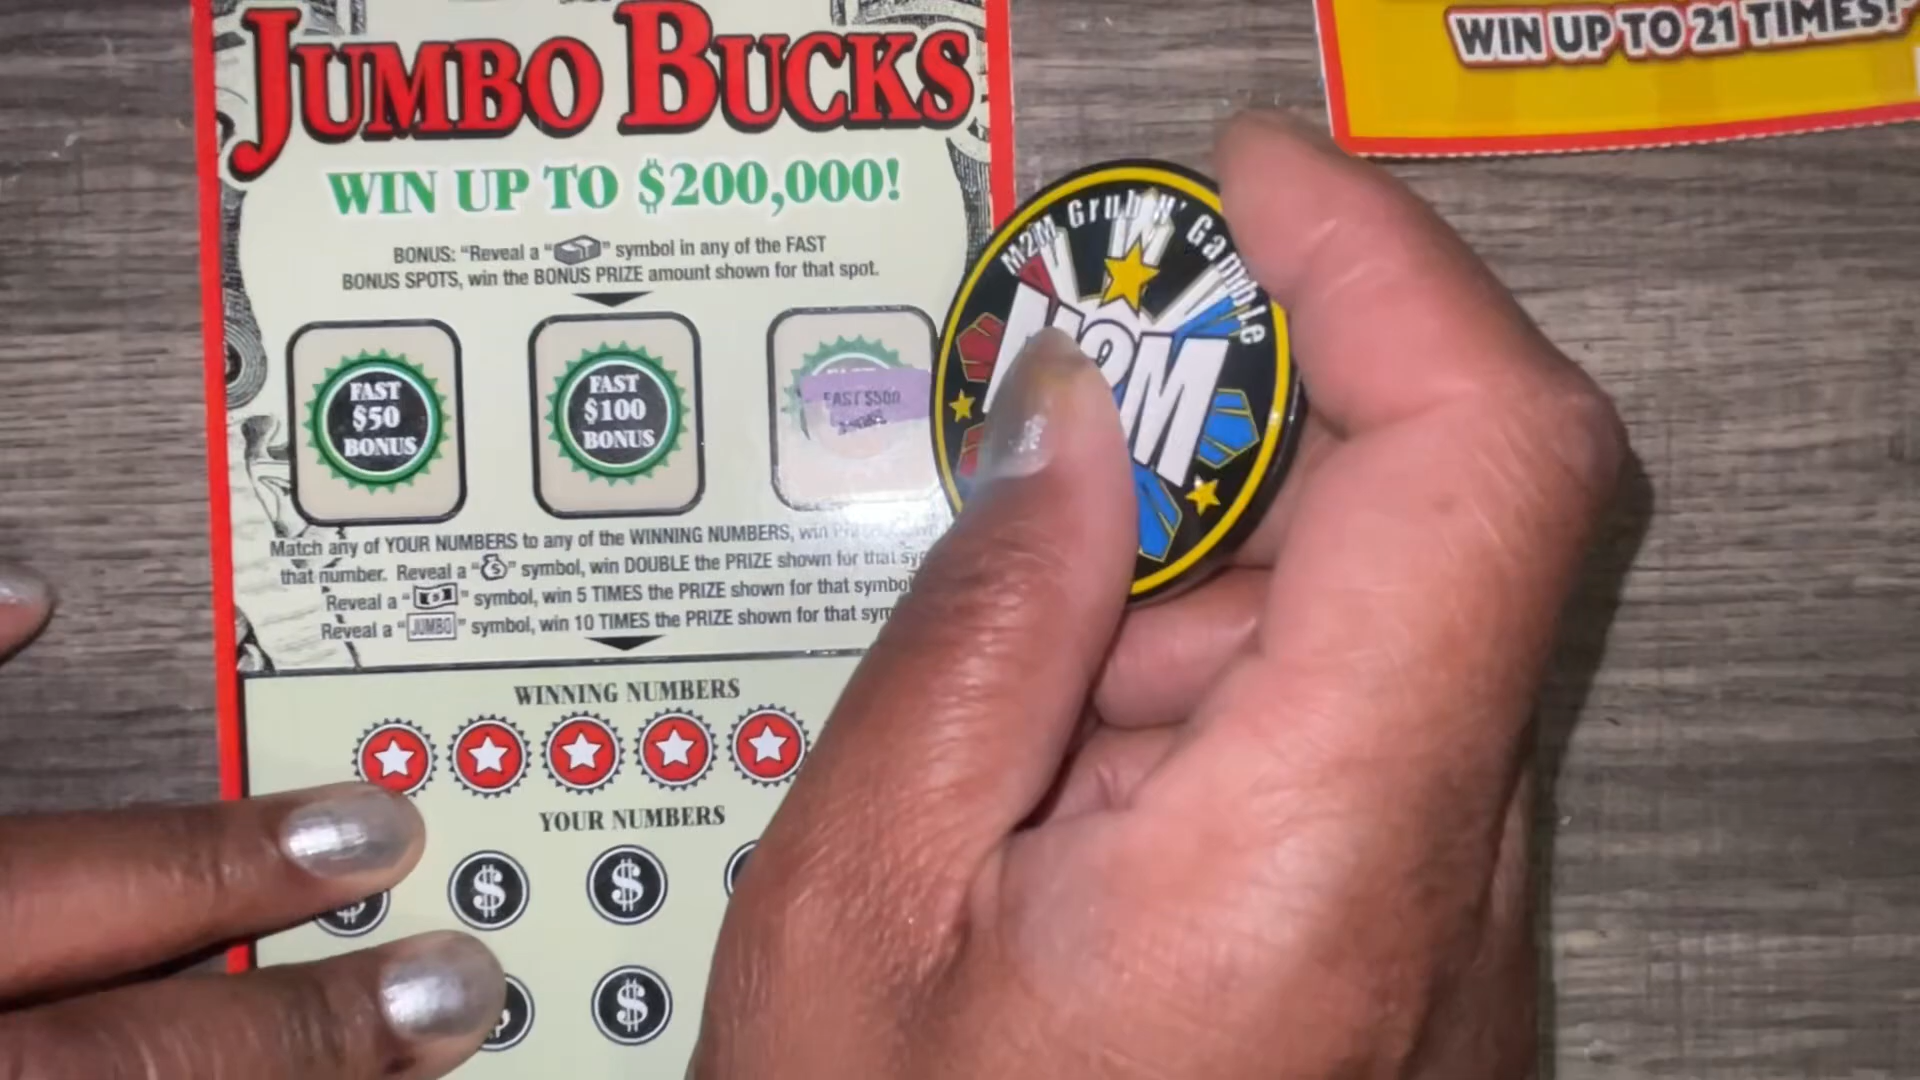 WIN UP TO 21 TIMES!
JUMBO BUCKS
WIN UP TO $200,000!
BONUS: "Reveal a " " symbol in any of the FAST
BONUS SPOTS, win the BONUS PRIZE amount shown for that spot.
FAST
$50
BONUS
FAST
$100
BONUS
FAST $500
M2M Grub N' Gamble
M2M
Match any of YOUR NUMBERS to any of the WINNING NUMBERS, win
that number. Reveal a "$" symbol, win DOUBLE the PRIZE shown for that
Reveal a " " symbol, win 5 TIMES the PRIZE shown for that symbol
Reveal a "JUMBO" symbol, win 10 TIMES the PRIZE shown for that
WINNING NUMBERS
YOUR NUMBERS
$ $
$